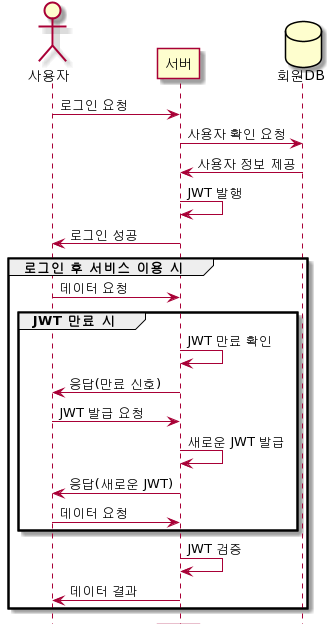 사용자
서버
회원DB
로그인 요청
사용자 확인 요청
사용자 정보 제공
JWT 발행
로그인 성공
로그인 후 서비스 이용 시
데이터 요청
JWT 만료 시
JWT 만료 확인
응답(만료 신호)
JWT 발급 요청
새로운 JWT 발급
응답(새로운 JWT)
데이터 요청
JWT 검증
데이터 결과